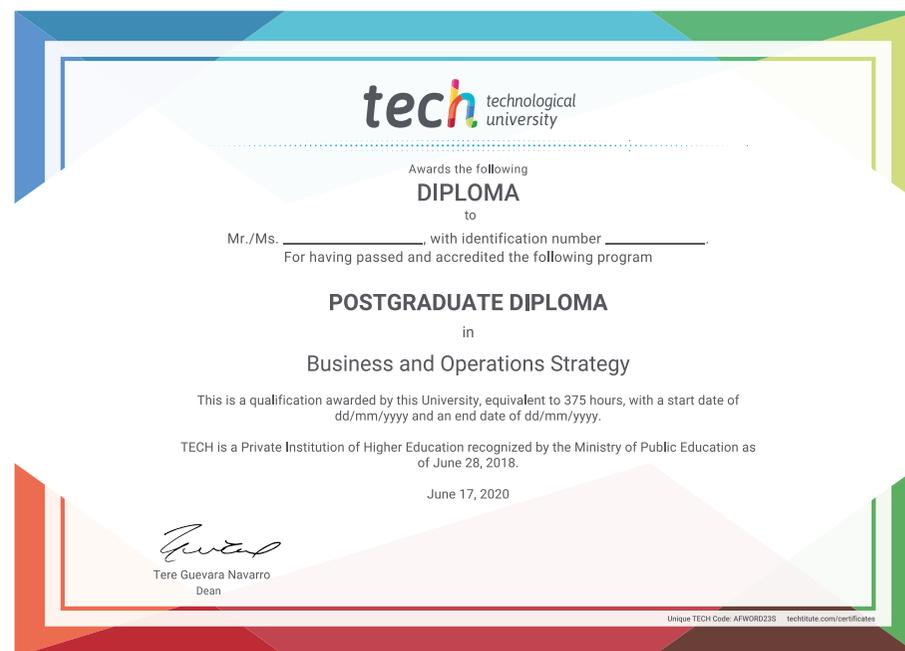 tech technological
university
Awards the following
DIPLOMA
to
Mr./Ms. ____________________, with identification number ______________.
For having passed and accredited the following program
POSTGRADUATE DIPLOMA
in
Business and Operations Strategy
This is a qualification awarded by this University, equivalent to 375 hours, with a start date of
dd/mm/yyyy and an end date of dd/mm/yyyy.
TECH is a Private Institution of Higher Education recognized by the Ministry of Public Education as
of June 28, 2018.
June 17, 2020
Tere Guevara Navarro
Dean
Unique TECH Code: AFWORD23S techtitute.com/certificates